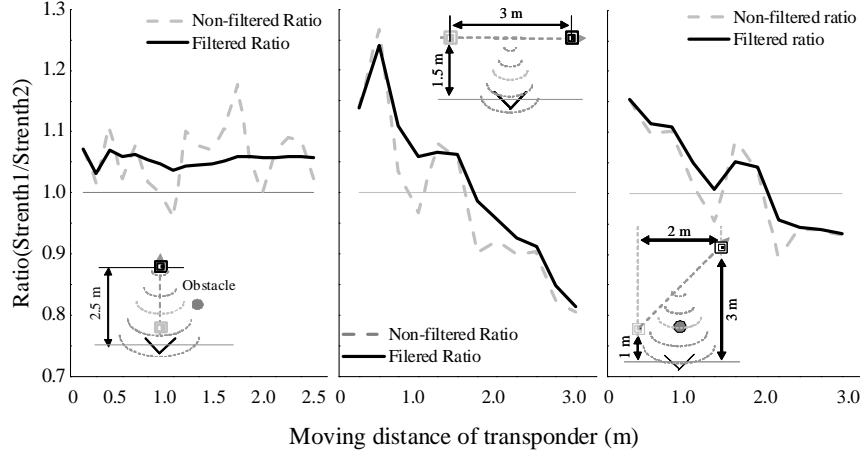 1.3
1.2
1.1
1.0
0.9
0.8
0.7
Ratio(Strenth1/Strenth2)
Non-filtered Ratio
Filtered Ratio
2.5 m
Obstacle
0 0.5 1.0 1.5 2.0 2.5
3 m
1.5 m
Non-filtered Ratio
Filered Ratio
0 1.0 2.0 3.0
Non-filtered ratio
Filtered ratio
2 m
3 m
1 m
0 1.0 2.0 3.0
Moving distance of transponder (m)